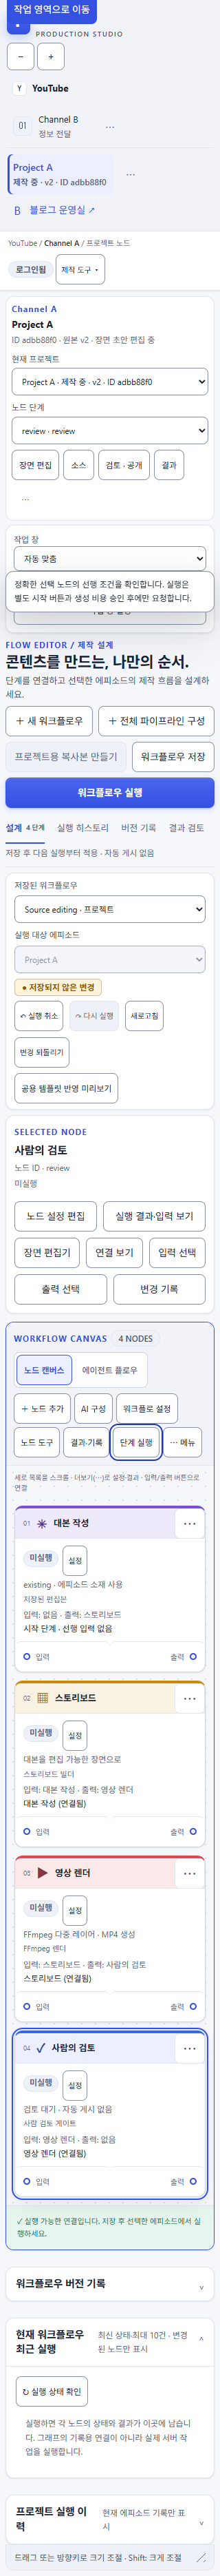 작업 영역으로 이동
PRODUCTION STUDIO
−
+
Y YouTube
01 Channel B
정보 전달
...
Project A
제작 중 · v2 · ID adbb88f0
...
B 블로그 운영실 ↗
YouTube / Channel A / 프로젝트 노드
로그인됨
제작 도구
Channel A
Project A
ID adbb88f0 · 원본 v2 · 장면 초안 편집 중
현재 프로젝트
Project A · 제작 중 · v2 · ID adbb88f0
노드 단계
review · review
장면 편집
소스
검토 · 공개
결과
...
작업 창
자동 맞춤
정확한 선택 노드의 선행 조건을 확인합니다. 실행은
별도 시작 버튼과 생성 비용 승인 후에만 요청합니다.
FLOW EDITOR / 제작 설계
콘텐츠를 만드는, 나만의 순서.
단계를 연결하고 선택한 에피소드의 제작 흐름을 설계하
세요.
+ 새 워크플로우
+ 전체 파이프라인 구성
프로젝트용 복사본 만들기
워크플로우 저장
워크플로우 실행
설계 4 단계
실행 히스토리
버전 기록
결과 검토
저장 후 다음 실행부터 적용 · 자동 게시 없음
저장된 워크플로우
Source editing · 프로젝트
실행 대상 에피소드
Project A
● 저장되지 않은 변경
↶ 실행 취소
↷ 다시 실행
새로고침
변경 되돌리기
공용 템플릿 반영 미리보기
SELECTED NODE
사람의 검토
노드 ID · review
미실행
노드 설정 편집
실행 결과·입력 보기
장면 편집기
연결 보기
입력 선택
출력 선택
변경 기록
WORKFLOW CANVAS
4 NODES
노드 캔버스
에이전트 플로우
+ 노드 추가
AI 구성
워크플로 설정
노드 도구
결과·기록
단계 실행
··· 메뉴
세로 목록을 스크롤 · 더보기(···)로 설정·결과 · 입력/출력 버튼으로
연결
01 대본 작성
...
미실행
설정
existing · 에피소드 소재 사용
저장된 편집본
입력: 없음 · 출력: 스토리보드
시작 단계 · 선행 입력 없음
입력
출력
02 스토리보드
...
미실행
설정
대본을 편집 가능한 장면으로
스토리보드 빌더
입력: 대본 작성 · 출력: 영상 렌더
대본 작성 (연결됨)
입력
출력
03 영상 렌더
...
미실행
설정
FFmpeg 다중 레이어 · MP4 생성
FFmpeg 렌더
입력: 스토리보드 · 출력: 사람의 검토
스토리보드 (연결됨)
입력
출력
04 ✓ 사람의 검토
...
미실행
설정
검토 대기 · 자동 게시 없음
사람 검토 게이트
입력: 영상 렌더 · 출력: 없음
영상 렌더 (연결됨)
입력
출력
✓ 실행 가능한 연결입니다. 저장 후 선택한 에피소드에서 실
행하세요.
워크플로우 버전 기록
현재 워크플로우
최근 실행
최신 상태·최대 10건 · 변경
된 노드만 표시
↻ 실행 상태 확인
실행하면 각 노드의 상태와 결과가 이곳에 남습니
다. 그래프의 기록용 연결이 아니라 실제 서버 작
업을 실행합니다.
프로젝트 실행 이
력
현재 에피소드 기록만 표
시
드래그 또는 방향키로 크기 조절 · Shift: 크게 조절